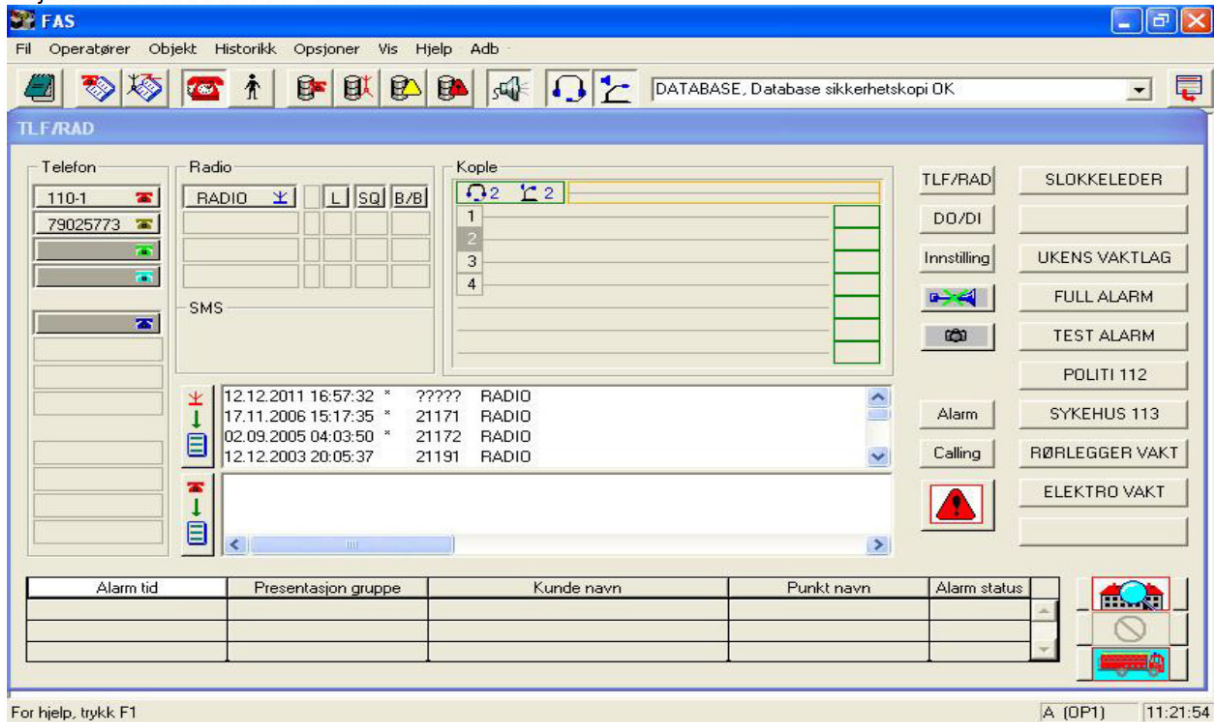 FAS
Fil Operatører Objekt Historikk Opsjoner Vis Hjelp Adb
DATABASE, Database sikkerhetskopi OK
TLF/RAD
Telefon
110-1
79025773
Radio
RADIO L SQ B/B
SMS
Kople
2 2
1
2
3
4
TLF/RAD
DO/DI
Innstilling
Alarm
Calling
SLOKKELEDER
UKENS VAKTLAG
FULL ALARM
TEST ALARM
POLITI 112
SYKEHUS 113
RØRLEGGER VAKT
ELEKTRO VAKT
12.12.2011 16:57:32 * ????? RADIO
17.11.2006 15:17:35 * 21171 RADIO
02.09.2005 04:03:50 * 21172 RADIO
12.12.2003 20:05:37 21191 RADIO
Alarm tid Presentasjon gruppe Kunde navn Punkt navn Alarm status
For hjelp, trykk F1 A (OP1) 11:21:54